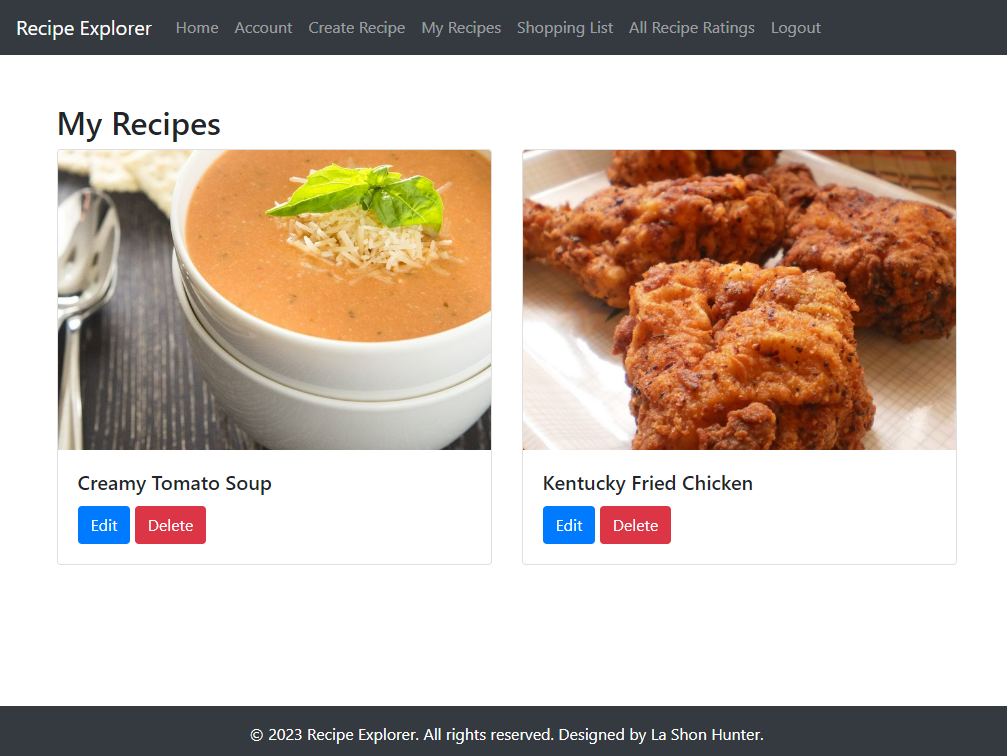 Recipe Explorer Home Account Create Recipe My Recipes Shopping List All Recipe Ratings Logout
My Recipes
Creamy Tomato Soup
Edit Delete
Kentucky Fried Chicken
Edit Delete
© 2023 Recipe Explorer. All rights reserved. Designed by La Shon Hunter.